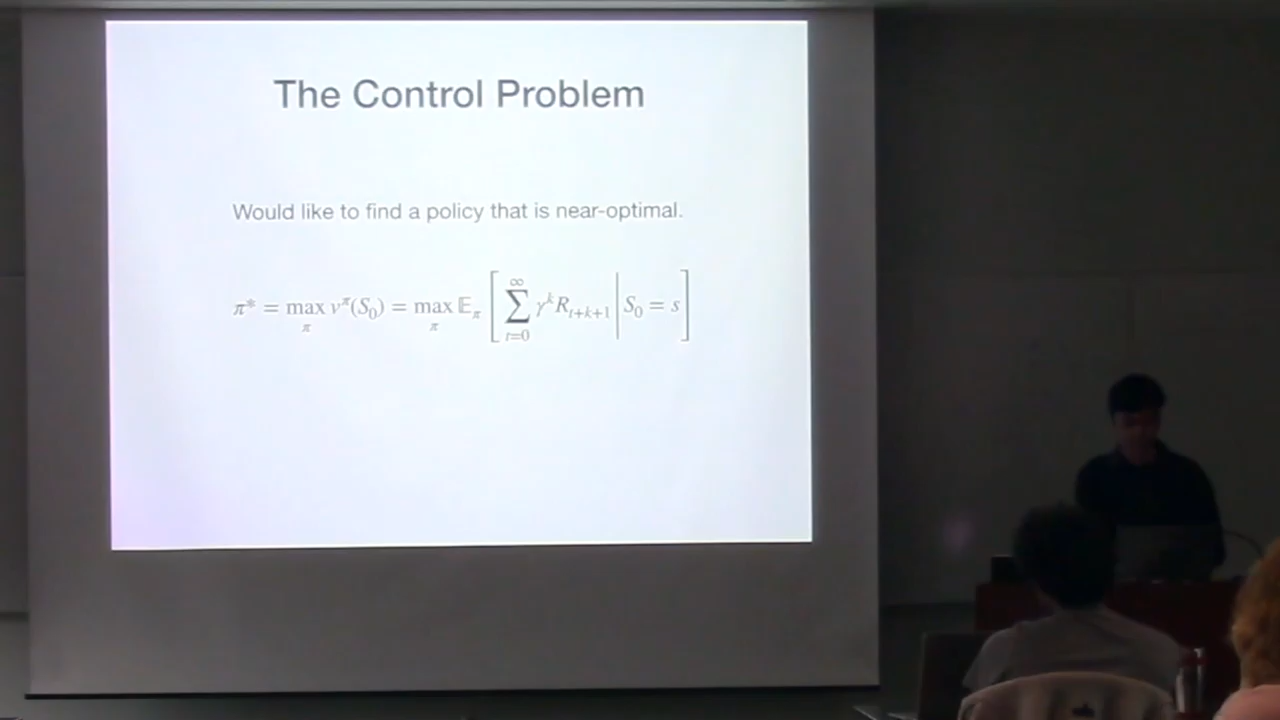 The Control Problem
Would like to find a policy that is near-optimal.
π* = max_π v^π(S_0) = max_π 𝔼_π [ ∑_{t=0}^{∞} γ^k R_{t+k+1} | S_0 = s ]